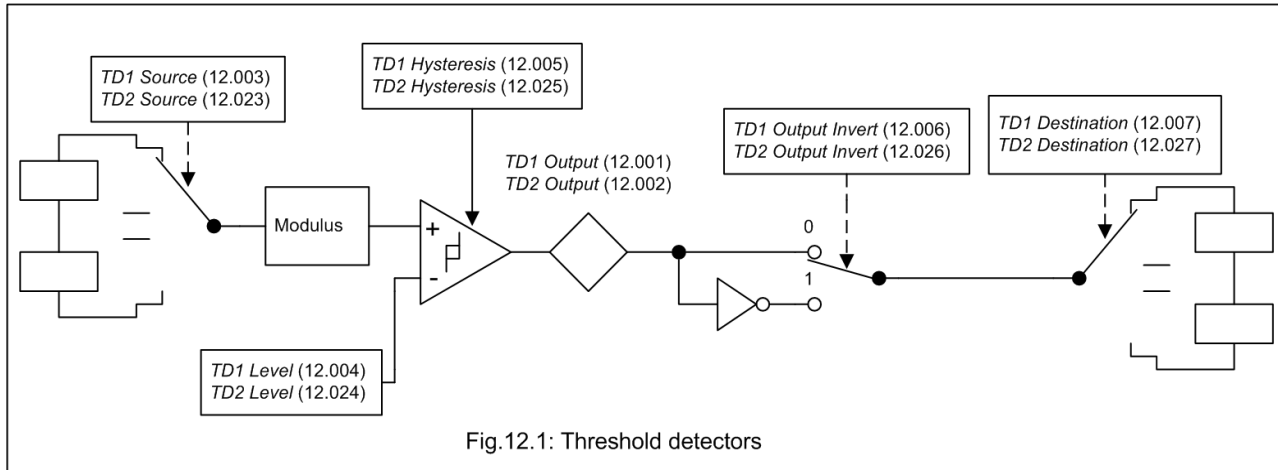 TD1 Source (12.003)
TD2 Source (12.023)
TD1 Hysteresis (12.005)
TD2 Hysteresis (12.025)
TD1 Output (12.001)
TD2 Output (12.002)
TD1 Output Invert (12.006)
TD2 Output Invert (12.026)
TD1 Destination (12.007)
TD2 Destination (12.027)
Modulus
+
-
0
1
TD1 Level (12.004)
TD2 Level (12.024)
Fig.12.1: Threshold detectors